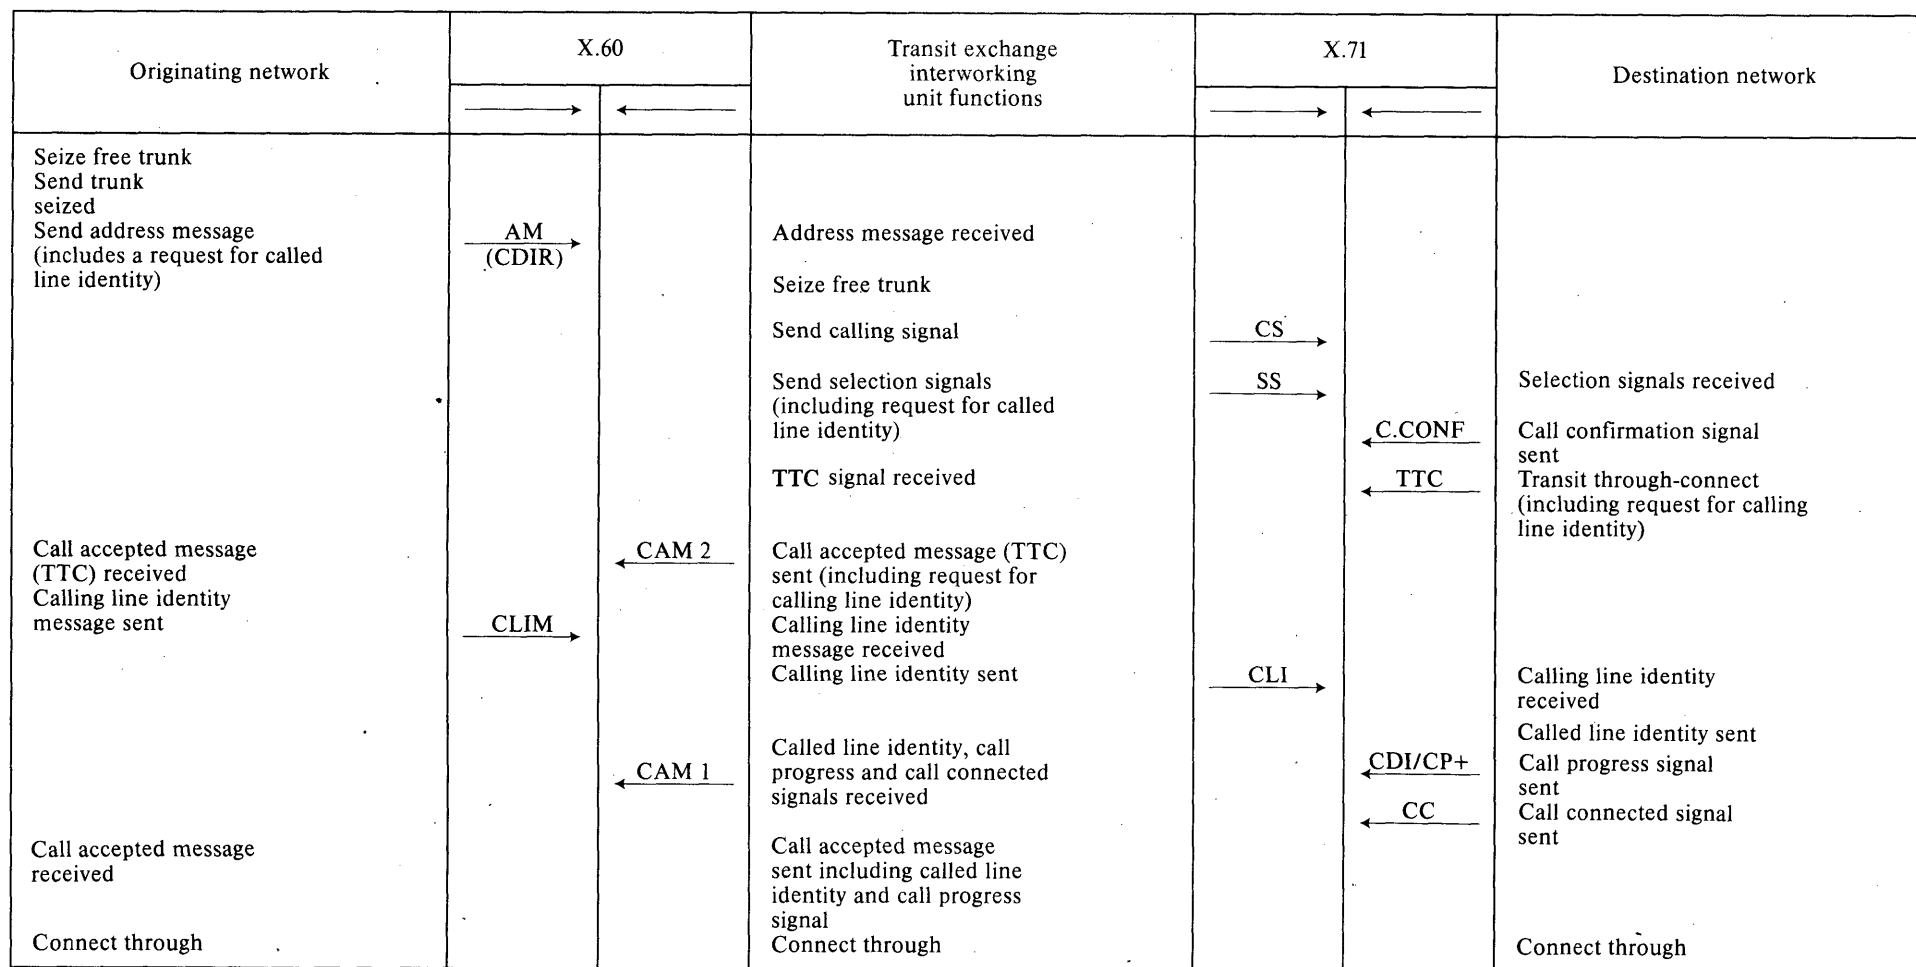 Originating network
X.60
Transit exchange
interworking
unit functions
X.71
Destination network
Seize free trunk
Send trunk
seized
Send address message
(includes a request for called
line identity)
AM
(CDIR)
Address message received
Seize free trunk
Send calling signal
CS
Send selection signals
(including request for called
line identity)
SS
Selection signals received
C.CONF
Call confirmation signal
sent
TTC signal received
TTC
Transit through-connect
(including request for calling
line identity)
Call accepted message
(TTC) received
Calling line identity
message sent
CAM 2
Call accepted message (TTC)
sent (including request for
calling line identity)
CLIM
Calling line identity
message received
Calling line identity sent
CLI
Calling line identity
received
Called line identity sent
CAM 1
Called line identity, call
progress and call connected
signals received
CDI/CP+
Call progress signal
sent
CC
Call connected signal
sent
Call accepted message
received
Call accepted message
sent including called line
identity and call progress
signal
Connect through
Connect through
Connect through